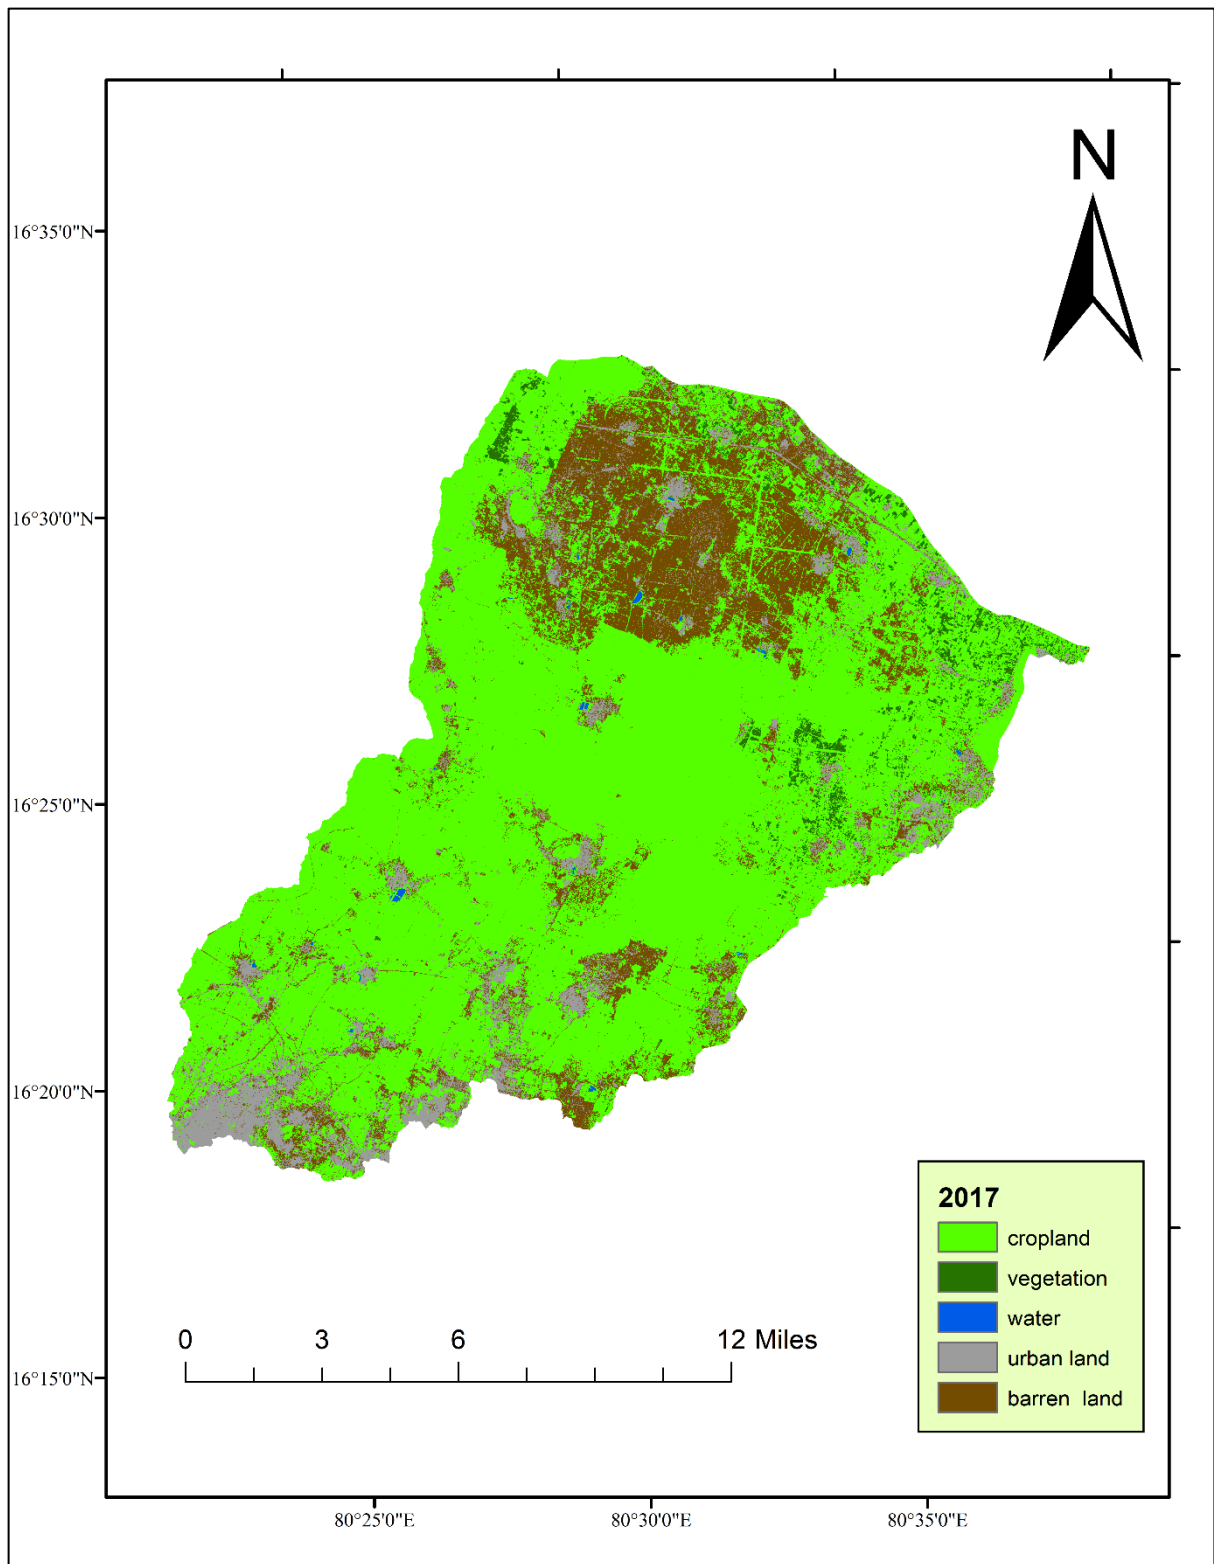 N
16°35'0"N
16°30'0"N
16°25'0"N
16°20'0"N
16°15'0"N
2017
cropland
vegetation
water
urban land
barren land
0 3 6 12 Miles
80°25'0"E 80°30'0"E 80°35'0"E